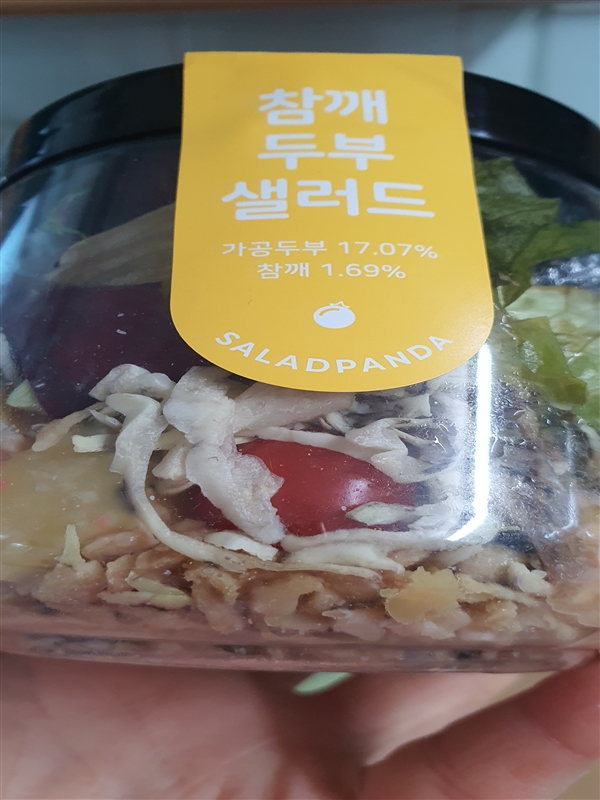 참깨
두부
샐러드
가공두부 17.07%
참깨 1.69%
SALADPANDA